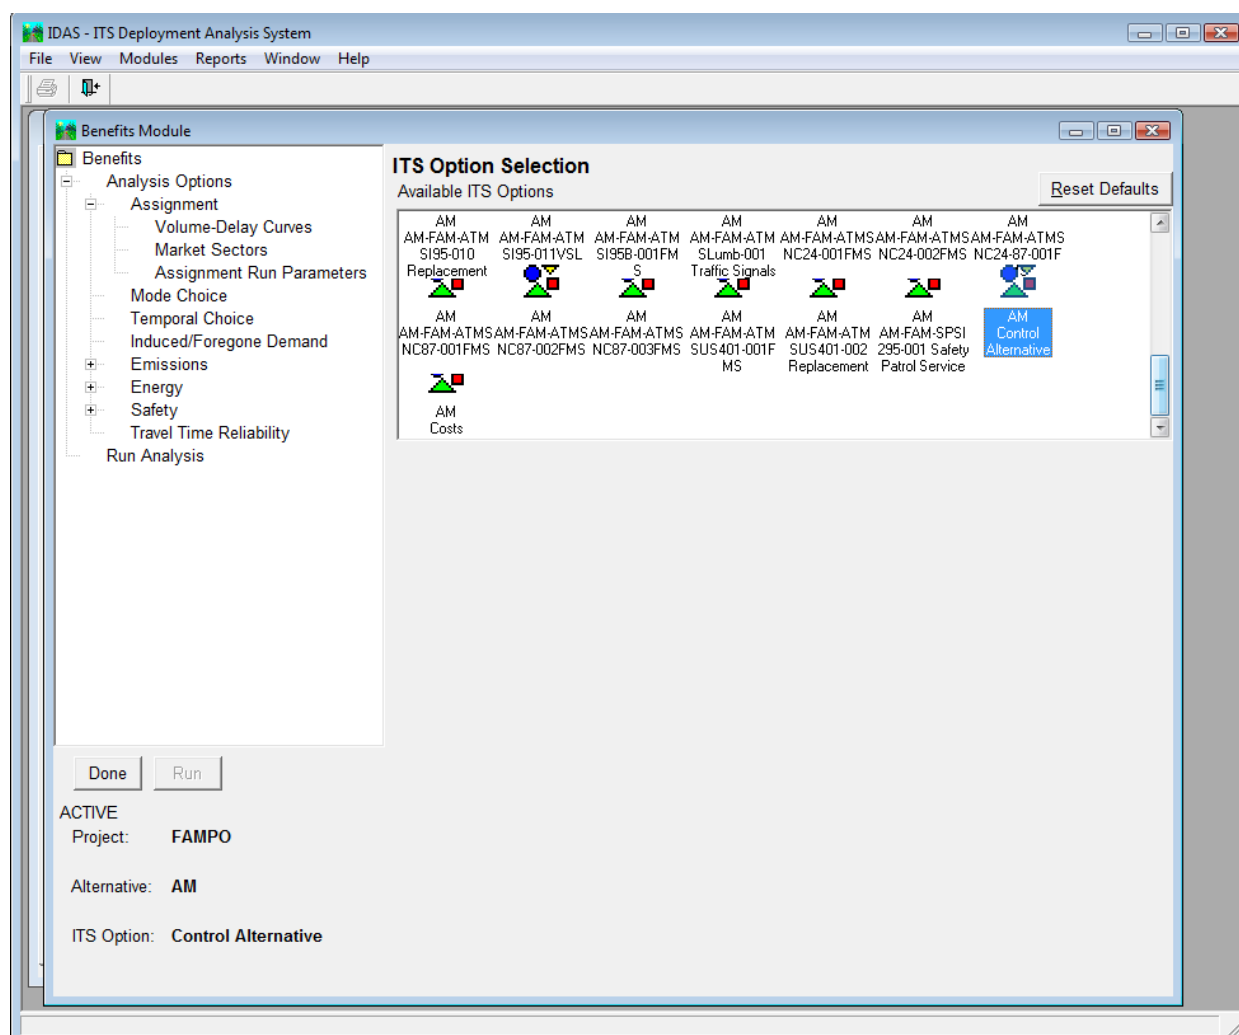 IDAS - ITS Deployment Analysis System
File View Modules Reports Window Help
Benefits Module
Benefits
Analysis Options
Assignment
Volume-Delay Curves
Market Sectors
Assignment Run Parameters
Mode Choice
Temporal Choice
Induced/Foregone Demand
Emissions
Energy
Safety
Travel Time Reliability
Run Analysis
ITS Option Selection
Available ITS Options
Reset Defaults
AM AM AM AM AM AM AM
AM-FAM-ATM AM-FAM-ATM AM-FAM-ATM AM-FAM-ATM AM-FAM-ATMS AM-FAM-ATMS AM-FAM-ATMS
SI95-010 SI95-011VSL SI95B-001FM SLumb-001 NC24-001FMS NC24-002FMS NC24-87-001F
Replacement S Traffic Signals
AM AM AM AM AM AM AM
AM-FAM-ATMS AM-FAM-ATMS AM-FAM-ATMS AM-FAM-ATM AM-FAM-ATM AM-FAM-SPSI Control
NC87-001FMS NC87-002FMS NC87-003FMS SUS401-001F SUS401-002 295-001 Safety Alternative
MS Replacement Patrol Service
AM
Costs
Done Run
ACTIVE
Project: FAMPO
Alternative: AM
ITS Option: Control Alternative